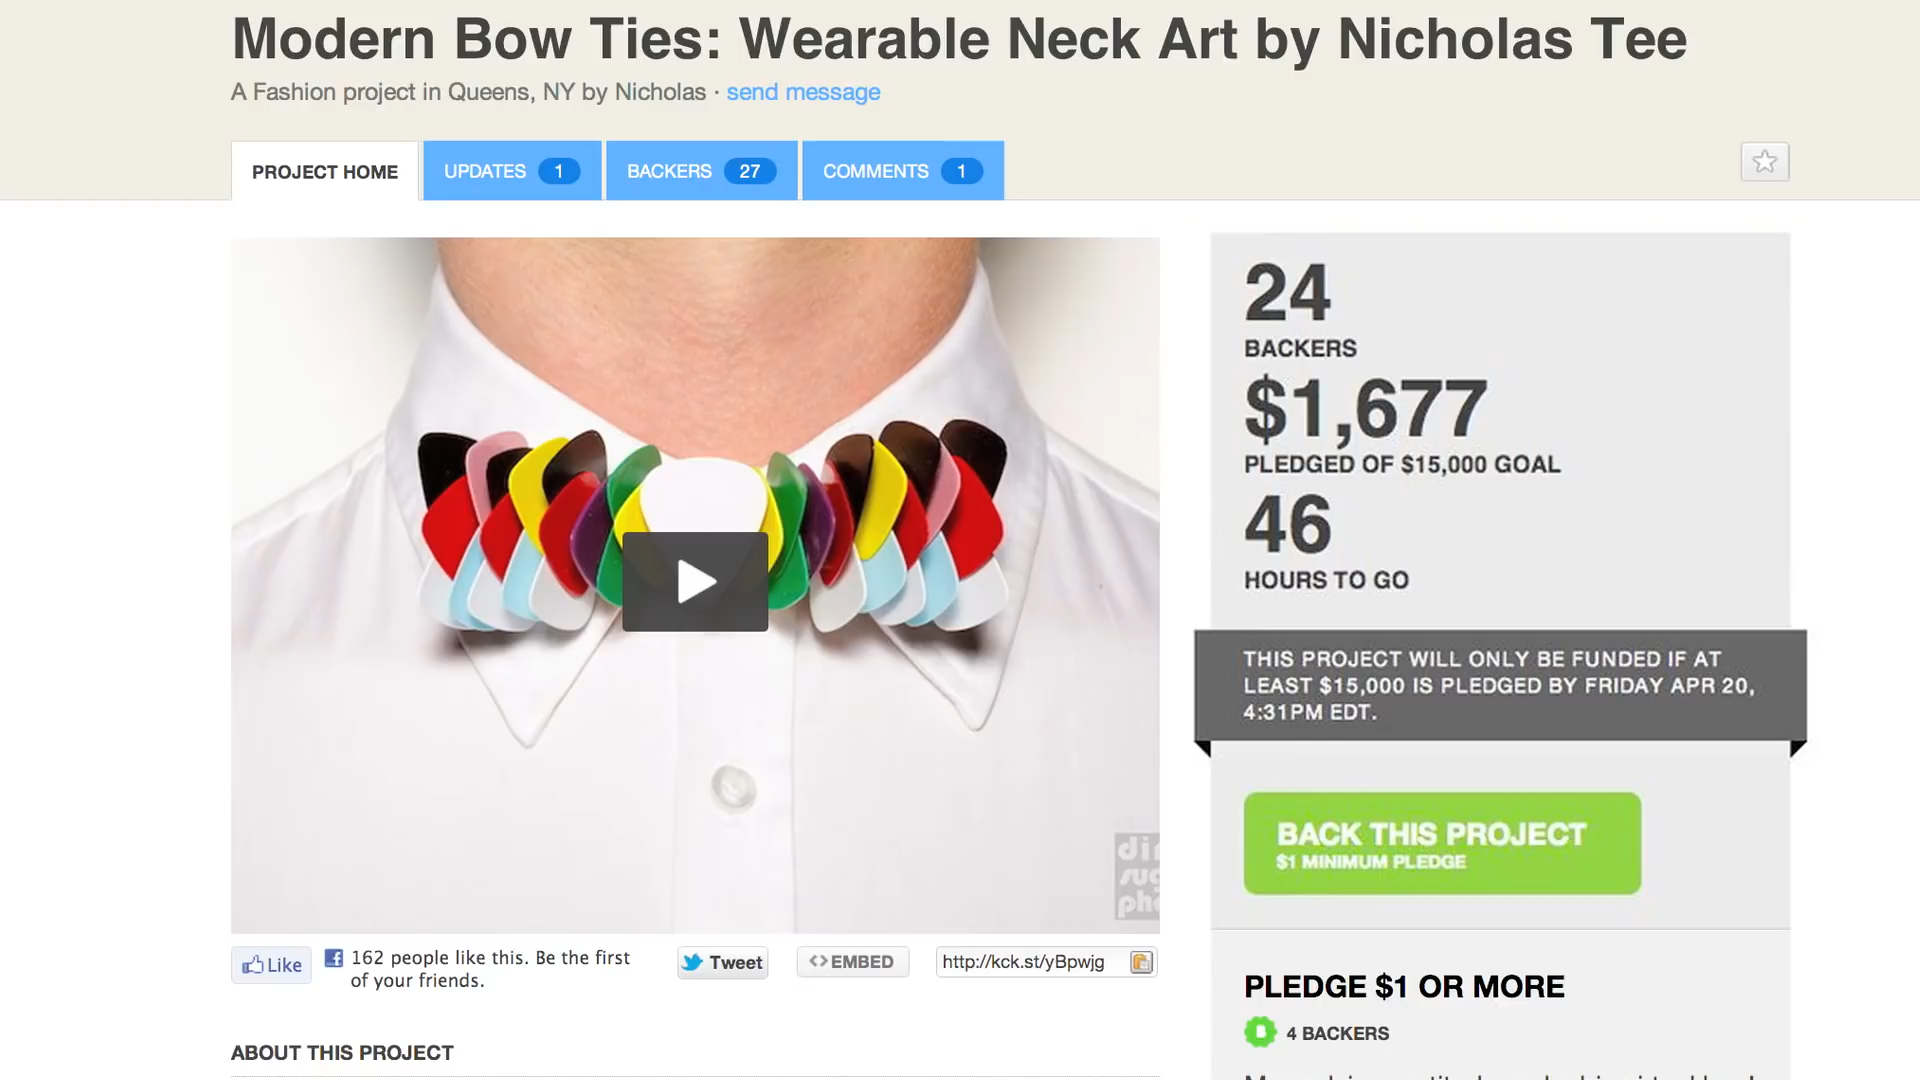 Modern Bow Ties: Wearable Neck Art by Nicholas Tee
A Fashion project in Queens, NY by Nicholas · send message
PROJECT HOME
UPDATES 1
BACKERS 27
COMMENTS 1
24
BACKERS
$1,677
PLEDGED OF $15,000 GOAL
46
HOURS TO GO
THIS PROJECT WILL ONLY BE FUNDED IF AT
LEAST $15,000 IS PLEDGED BY FRIDAY APR 20,
4:31PM EDT.
BACK THIS PROJECT
$1 MINIMUM PLEDGE
Like
162 people like this. Be the first
of your friends.
Tweet
<>EMBED
http://kck.st/yBpwjg
PLEDGE $1 OR MORE
4 BACKERS
ABOUT THIS PROJECT